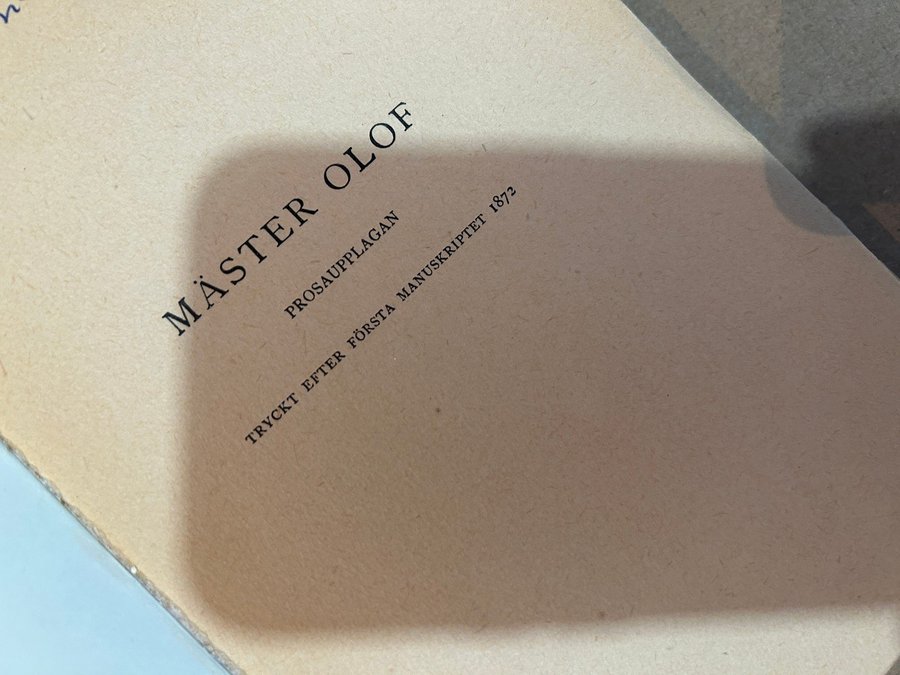 MÄSTER OLOF
PROSAUPPLAGAN
TRYCKT EFTER FÖRSTA MANUSKRIPTET 1872